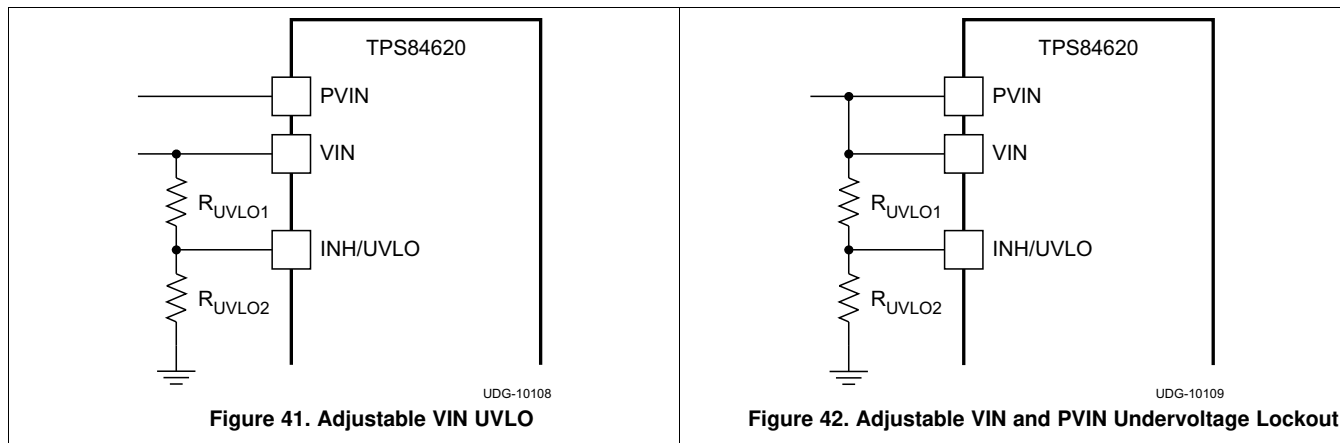 TPS84620
PVIN
VIN
RUVLO1
INH/UVLO
RUVLO2
UDG-10108
Figure 41. Adjustable VIN UVLO
TPS84620
PVIN
VIN
RUVLO1
INH/UVLO
RUVLO2
UDG-10109
Figure 42. Adjustable VIN and PVIN Undervoltage Lockout